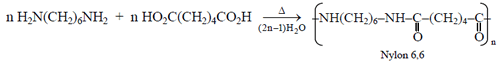 n H₂N(CH₂)₆NH₂ + n HO₂C(CH₂)₄CO₂H Δ (2n−1)H₂O ( NH(CH₂)₆−NH−C−(CH₂)₄−C )n
O O
Nylon 6,6